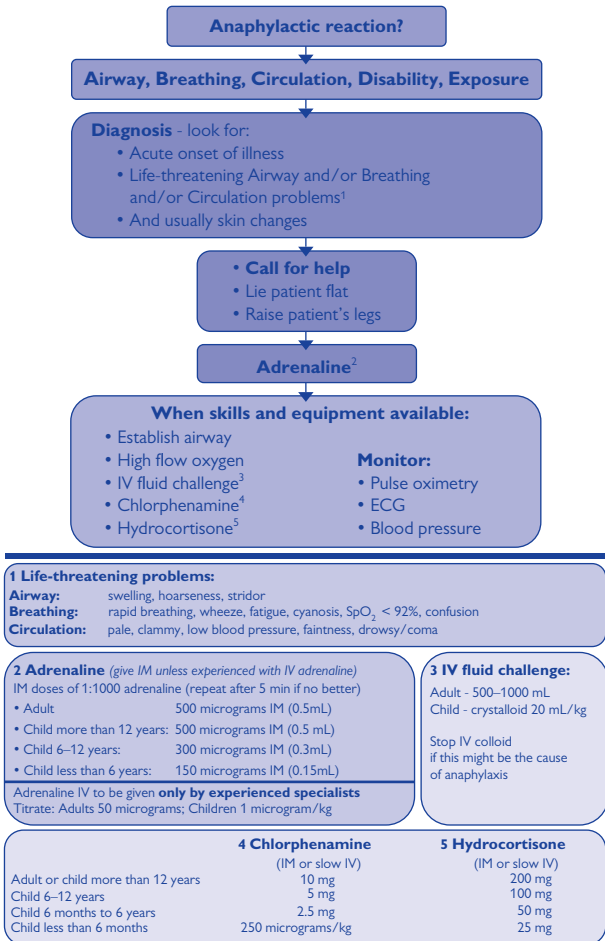 Anaphylactic reaction?
Airway, Breathing, Circulation, Disability, Exposure
Diagnosis - look for:
• Acute onset of illness
• Life-threatening Airway and/or Breathing
and/or Circulation problems¹
• And usually skin changes
• Call for help
• Lie patient flat
• Raise patient's legs
Adrenaline²
When skills and equipment available:
• Establish airway
• High flow oxygen
• IV fluid challenge³
• Chlorphenamine⁴
• Hydrocortisone⁵
Monitor:
• Pulse oximetry
• ECG
• Blood pressure
1 Life-threatening problems:
Airway: swelling, hoarseness, stridor
Breathing: rapid breathing, wheeze, fatigue, cyanosis, SpO₂ < 92%, confusion
Circulation: pale, clammy, low blood pressure, faintness, drowsy/coma
2 Adrenaline (give IM unless experienced with IV adrenaline)
IM doses of 1:1000 adrenaline (repeat after 5 min if no better)
• Adult 500 micrograms IM (0.5mL)
• Child more than 12 years: 500 micrograms IM (0.5 mL)
• Child 6–12 years: 300 micrograms IM (0.3mL)
• Child less than 6 years: 150 micrograms IM (0.15mL)
Adrenaline IV to be given only by experienced specialists
Titrate: Adults 50 micrograms; Children 1 microgram/kg
3 IV fluid challenge:
Adult - 500–1000 mL
Child - crystalloid 20 mL/kg
Stop IV colloid
if this might be the cause
of anaphylaxis
4 Chlorphenamine 5 Hydrocortisone
(IM or slow IV) (IM or slow IV)
Adult or child more than 12 years 10 mg 200 mg
Child 6–12 years 5 mg 100 mg
Child 6 months to 6 years 2.5 mg 50 mg
Child less than 6 months 250 micrograms/kg 25 mg